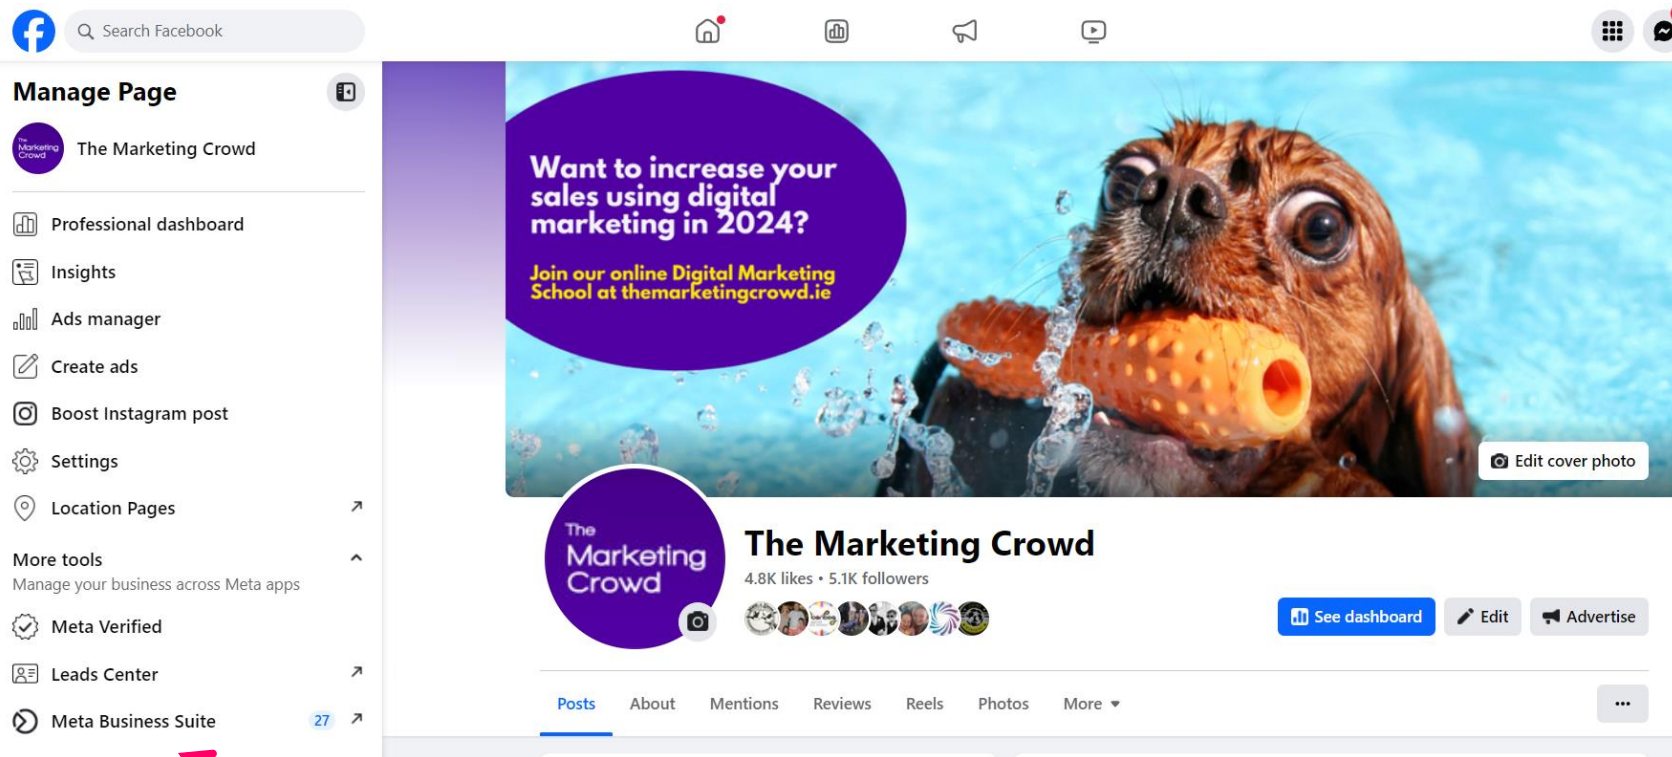 Search Facebook
Manage Page
The Marketing Crowd
The Marketing Crowd
Professional dashboard
Insights
Ads manager
Create ads
Boost Instagram post
Settings
Location Pages
More tools
Manage your business across Meta apps
Meta Verified
Leads Center
Meta Business Suite 27
Want to increase your
sales using digital
marketing in 2024?
Join our online Digital Marketing
School at themarketingcrowd.ie
Edit cover photo
The
Marketing
Crowd
The Marketing Crowd
4.8K likes • 5.1K followers
See dashboard Edit Advertise
Posts About Mentions Reviews Reels Photos More